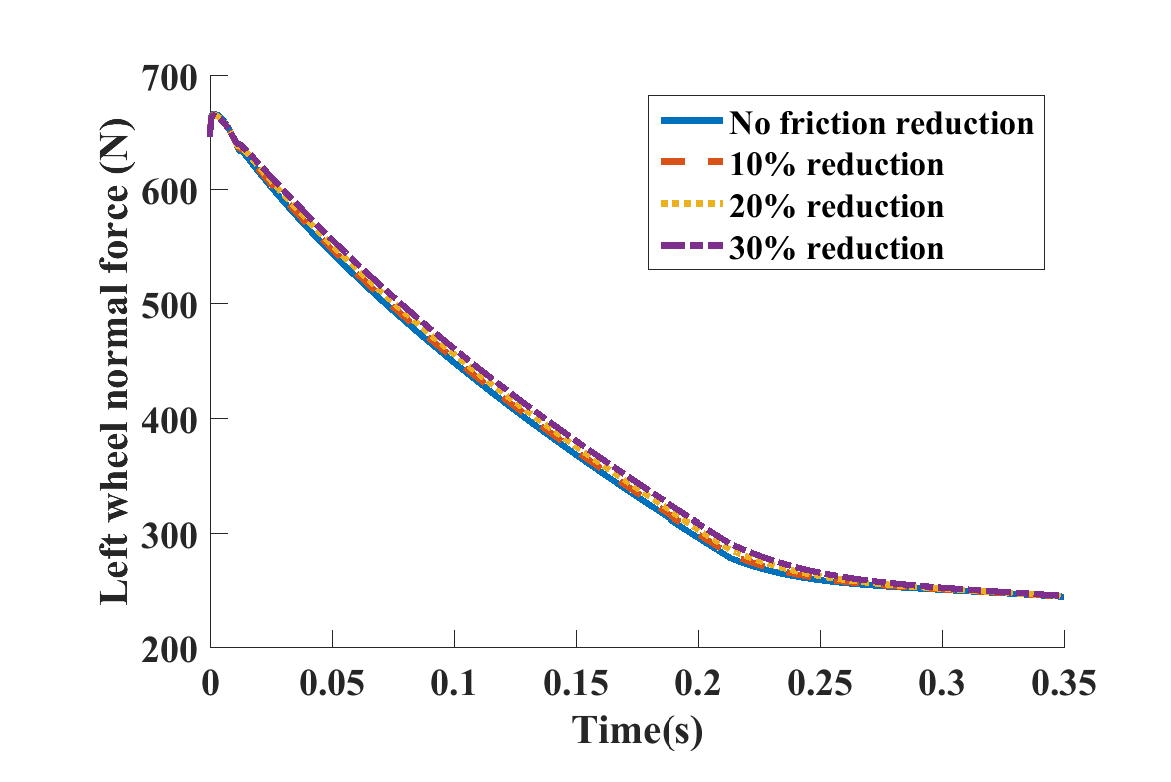 700
600
500
400
300
200
Left wheel normal force (N)
No friction reduction
10% reduction
20% reduction
30% reduction
0 0.05 0.1 0.15 0.2 0.25 0.3 0.35
Time(s)